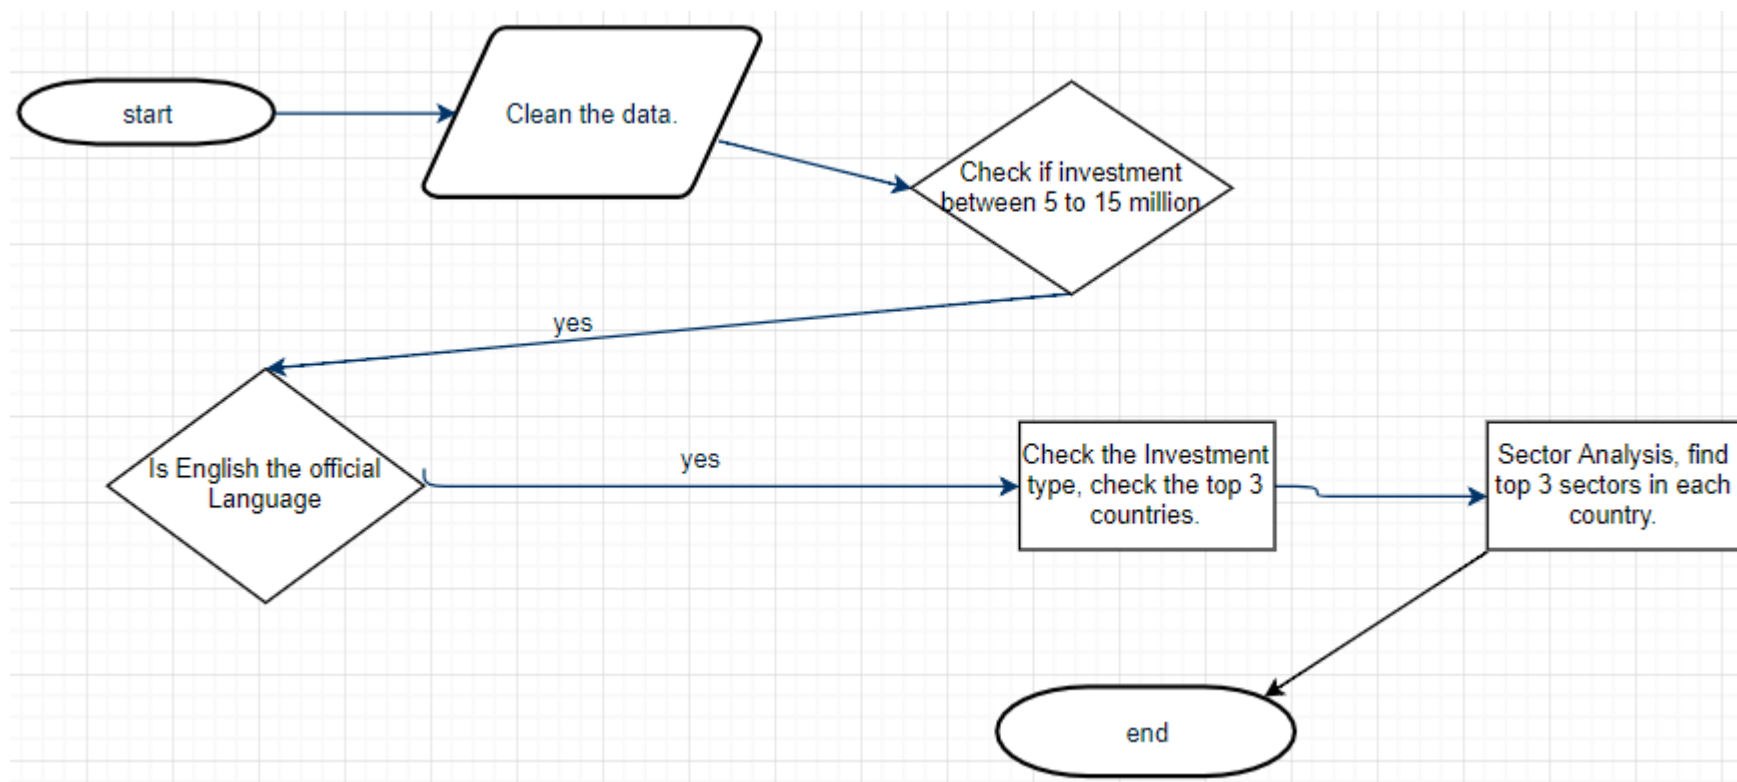 start
Clean the data.
Check if investment
between 5 to 15 million
yes
Is English the official
Language
yes
Check the Investment
type, check the top 3
countries.
Sector Analysis, find
top 3 sectors in each
country.
end